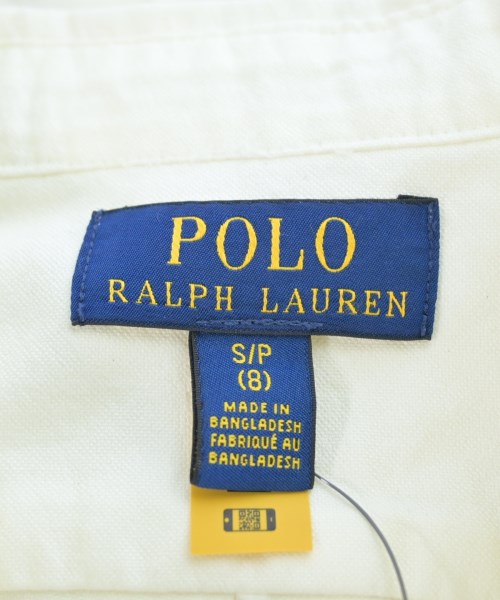 POLO
RALPH LAUREN
S/P
(8)
MADE IN
BANGLADESH
FABRIQUÉ AU
BANGLADESH